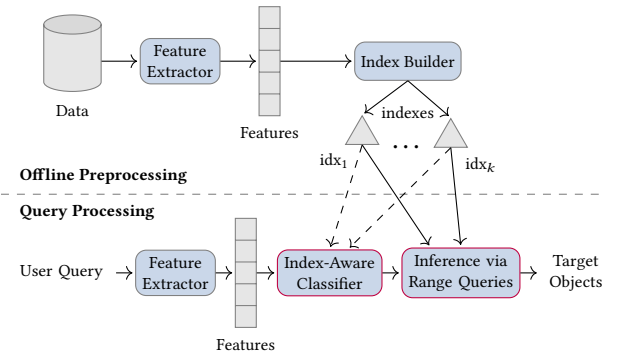 Feature
Extractor
Index Builder
Data
Features
indexes
...
idx1
idxk
Offline Preprocessing
Query Processing
User Query
Feature
Extractor
Index-Aware
Classifier
Inference via
Range Queries
Target
Objects
Features